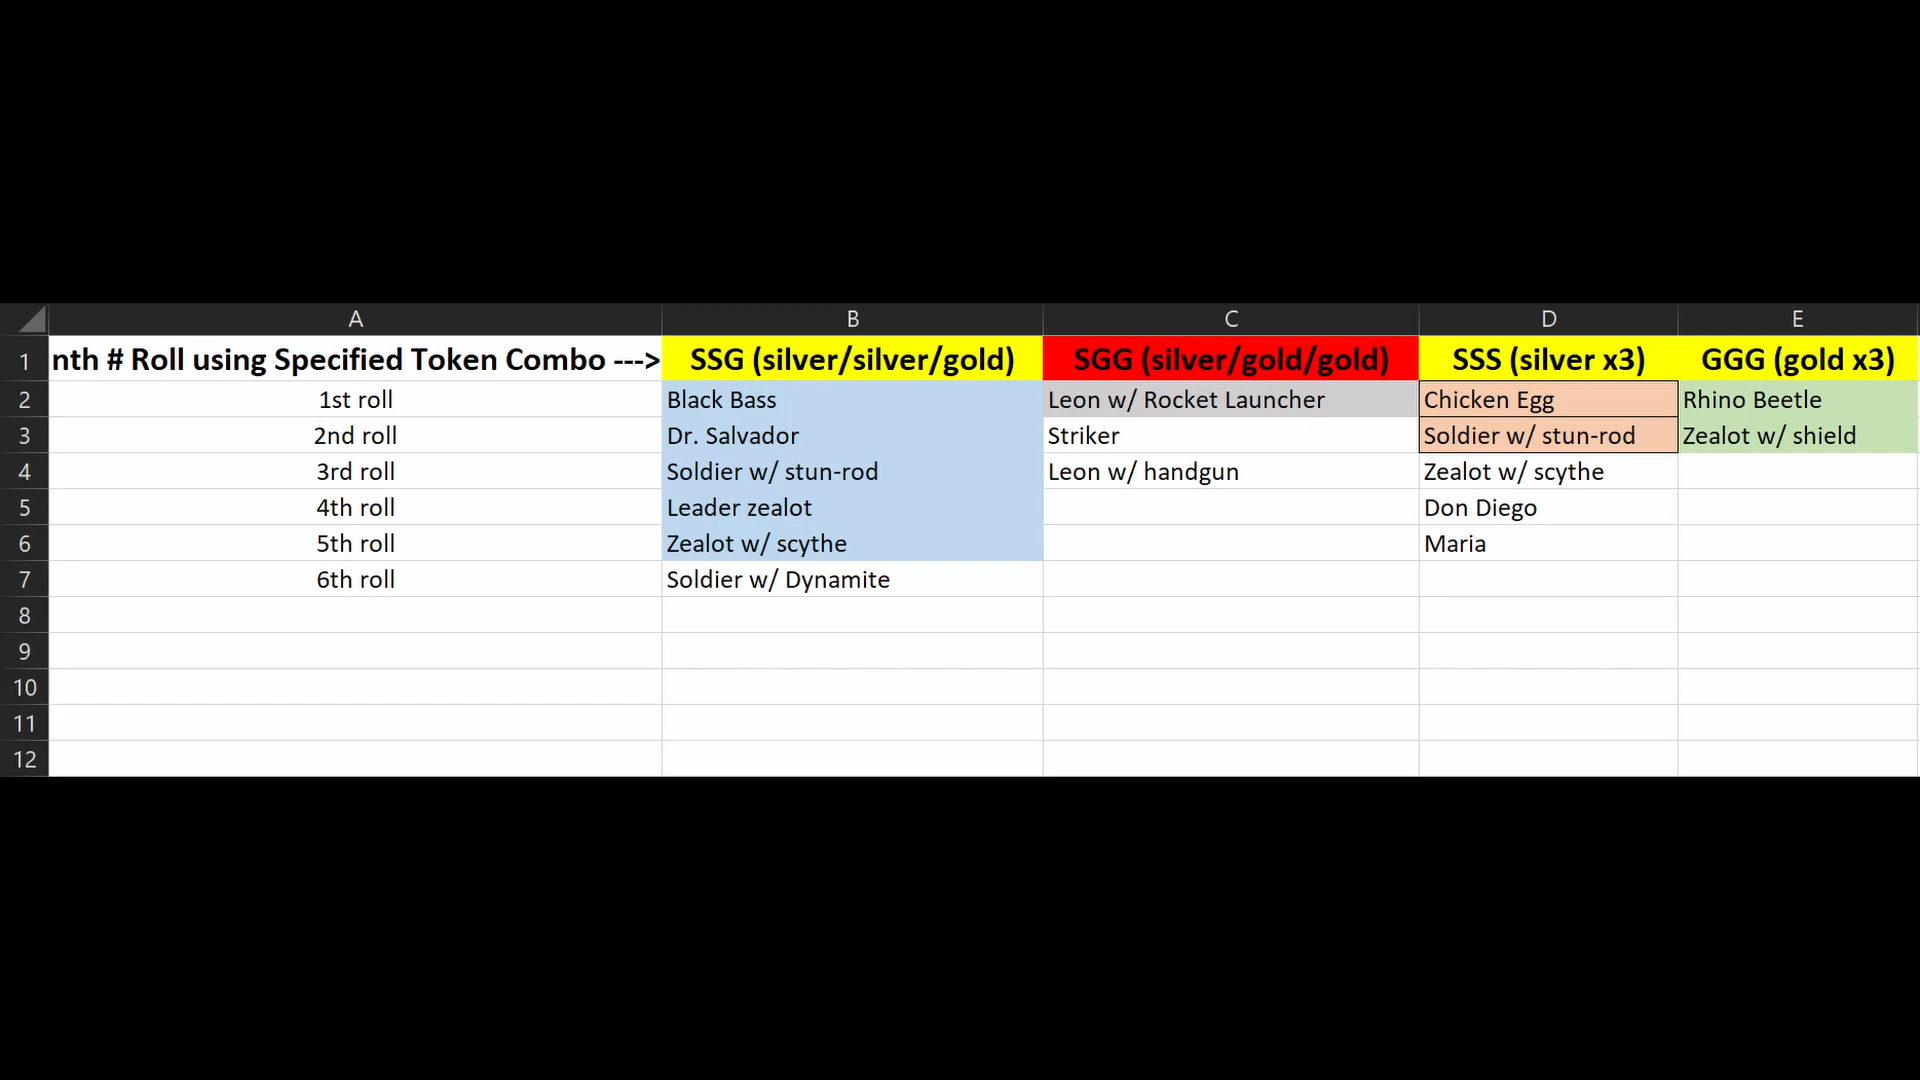 A B C D E
1 nth # Roll using Specified Token Combo ---> SSG (silver/silver/gold) SGG (silver/gold/gold) SSS (silver x3) GGG (gold x3)
2 1st roll Black Bass Leon w/ Rocket Launcher Chicken Egg Rhino Beetle
3 2nd roll Dr. Salvador Striker Soldier w/ stun-rod Zealot w/ shield
4 3rd roll Soldier w/ stun-rod Leon w/ handgun Zealot w/ scythe
5 4th roll Leader zealot Don Diego
6 5th roll Zealot w/ scythe Maria
7 6th roll Soldier w/ Dynamite
8
9
10
11
12